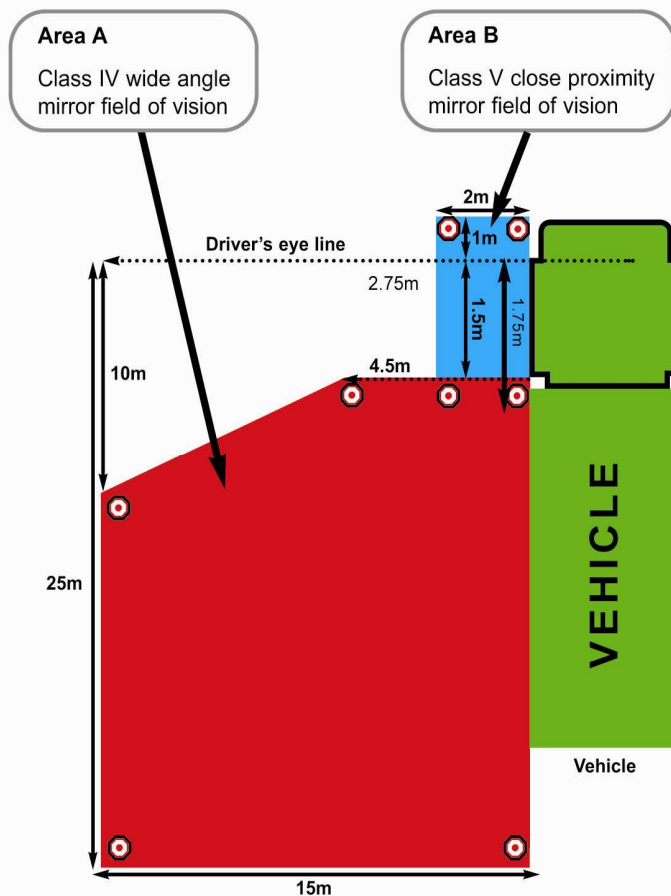 Area A
Class IV wide angle
mirror field of vision
Area B
Class V close proximity
mirror field of vision
2m
1m
Driver's eye line
2.75m
1.5m
1.75m
10m
4.5m
25m
VEHICLE
Vehicle
15m